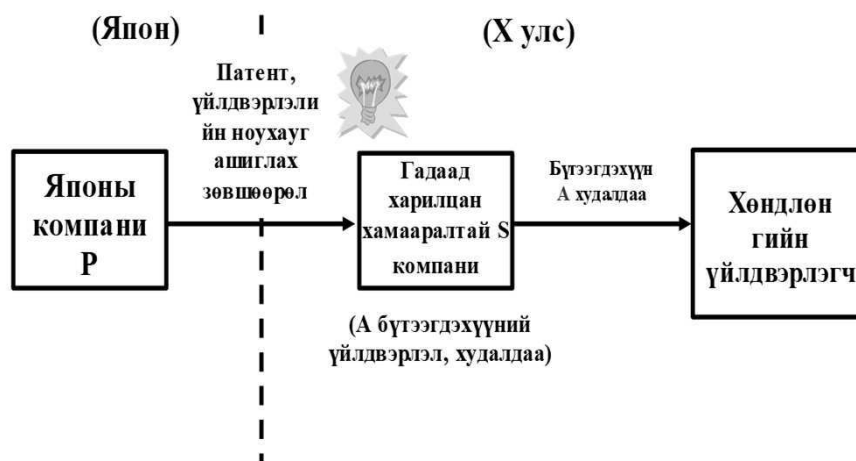 (Япон)
(X улс)
Патент,
үйлдвэрлэли
йн ноухауг
ашиглах
зөвшөөрөл
Японы
компани
P
Гадаад
харилцан
хамааралтай S
компани
Бүтээгдэхүүн
А худалдаа
Хөндлөн
гийн
үйлдвэрлэгч
(А бүтээгдэхүүний
үйлдвэрлэл, худалдаа)